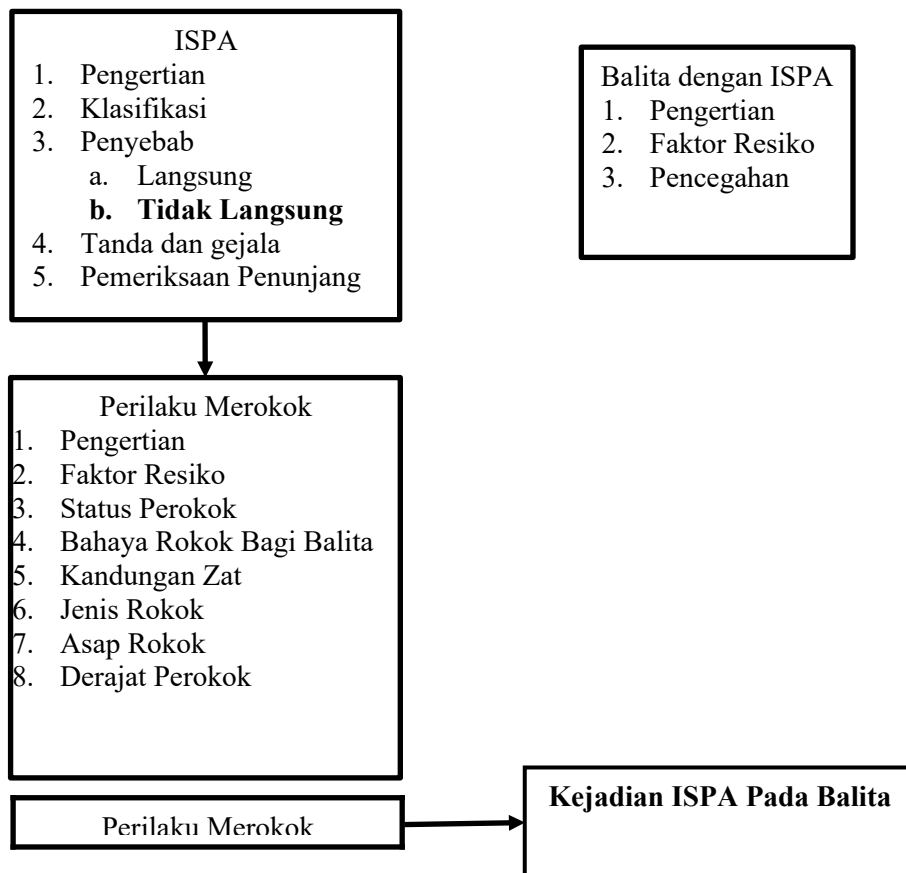 ISPA
1. Pengertian
2. Klasifikasi
3. Penyebab
a. Langsung
b. Tidak Langsung
4. Tanda dan gejala
5. Pemeriksaan Penunjang
Balita dengan ISPA
1. Pengertian
2. Faktor Resiko
3. Pencegahan
Perilaku Merokok
1. Pengertian
2. Faktor Resiko
3. Status Perokok
4. Bahaya Rokok Bagi Balita
5. Kandungan Zat
6. Jenis Rokok
7. Asap Rokok
8. Derajat Perokok
Perilaku Merokok
Kejadian ISPA Pada Balita